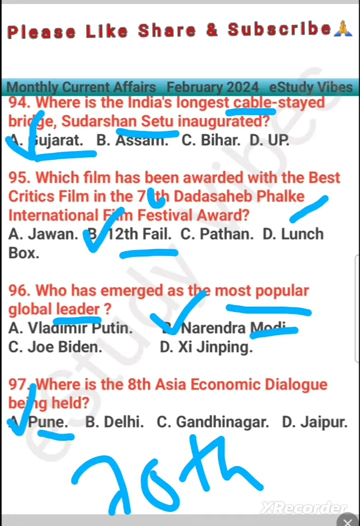 Please Like Share & Subscribe🙏
Monthly Current Affairs February 2024 eStudy Vibes
94. Where is the India's longest cable-stayed
bridge, Sudarshan Setu inaugurated?
A. Gujarat. B. Assam. C. Bihar. D. UP.
95. Which film has been awarded with the Best
Critics Film in the 76th Dadasaheb Phalke
International Film Festival Award?
A. Jawan. B. 12th Fail. C. Pathan. D. Lunch
Box.
96. Who has emerged as the most popular
global leader ?
A. Vladimir Putin. B. Narendra Modi.
C. Joe Biden. D. Xi Jinping.
97. Where is the 8th Asia Economic Dialogue
being held?
A. Pune. B. Delhi. C. Gandhinagar. D. Jaipur.
20th
eStudy Vibes
XRecorder